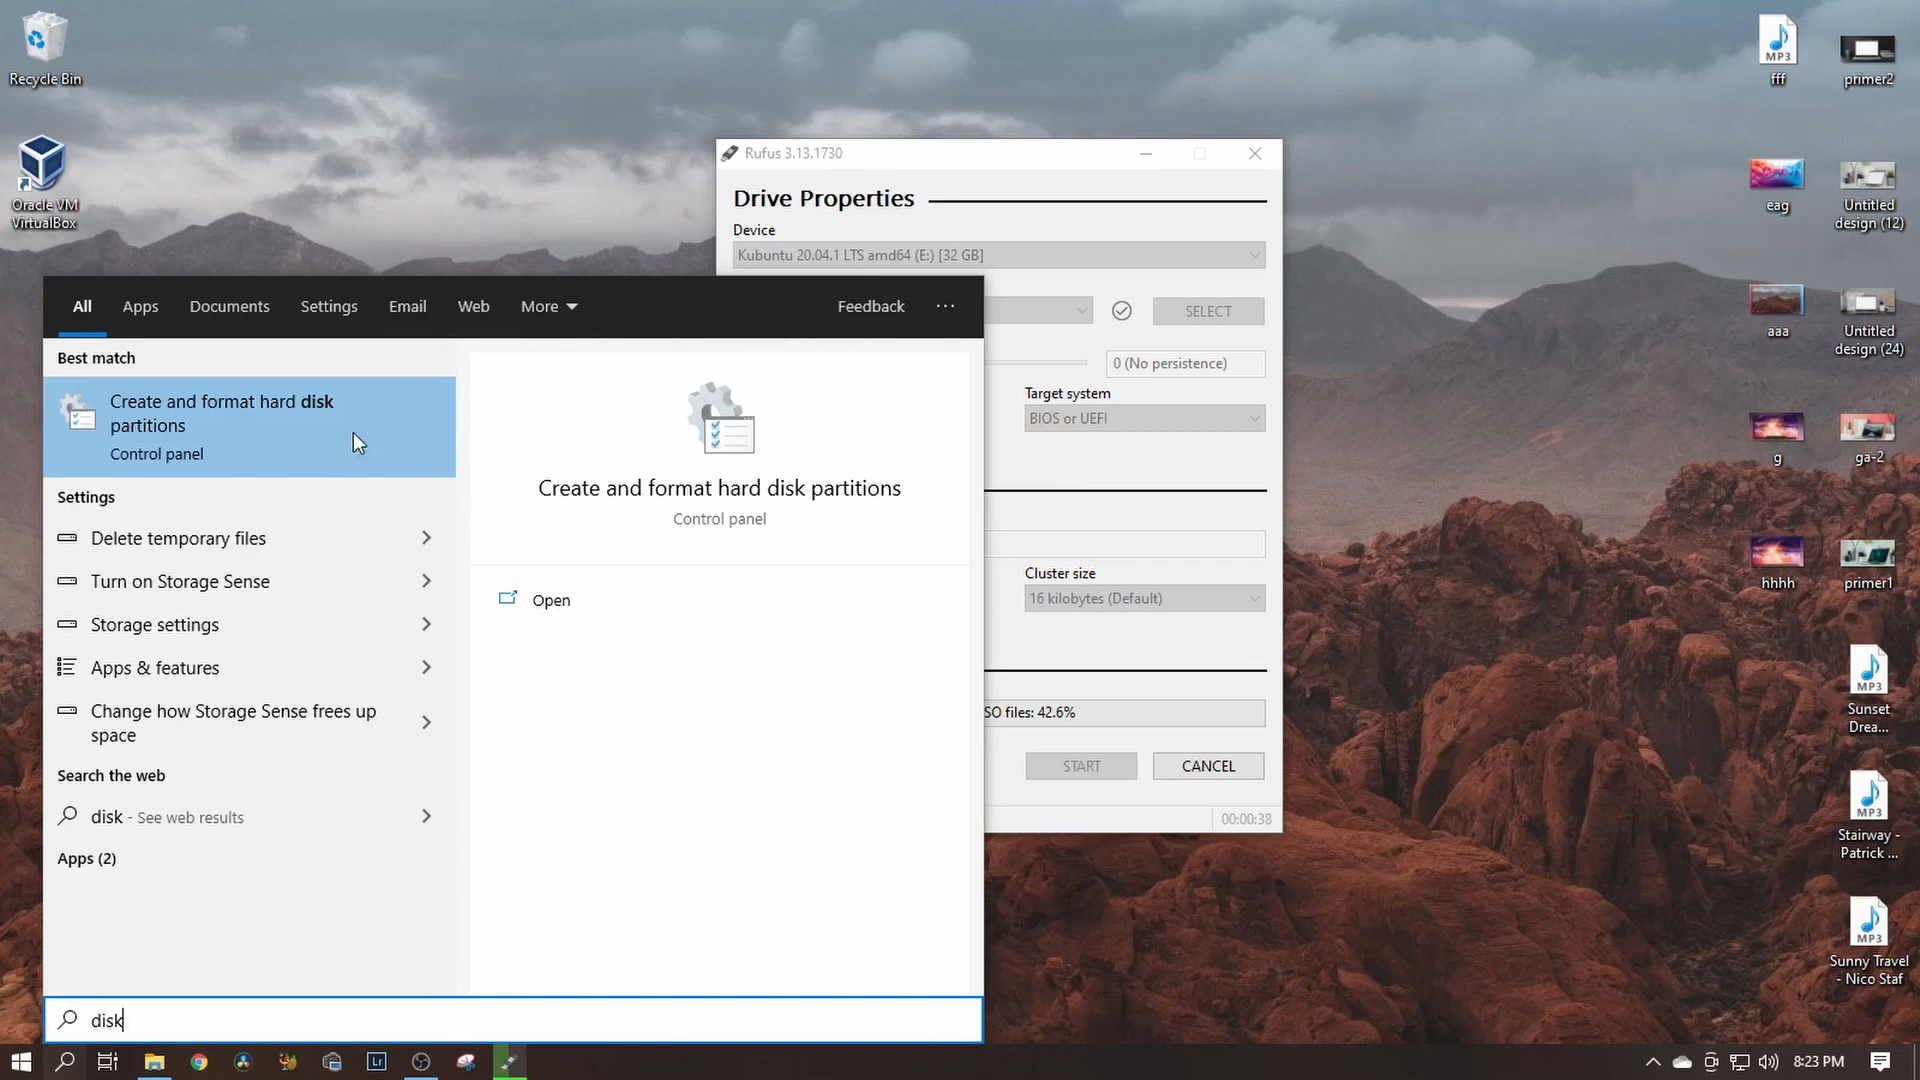 Recycle Bin
Oracle VM
VirtualBox
fff
primer2
eag
Untitled
design (12)
aaa
Untitled
design (24)
g
ga-2
hhhh
primer1
MP3
MP3
Sunset
Drea...
MP3
Stairway -
Patrick ...
MP3
Sunny Travel
- Nico Staf
Rufus 3.13.1730
Drive Properties
Device
Kubuntu 20.04.1 LTS amd64 (E:) [32 GB]
SELECT
0 (No persistence)
Target system
BIOS or UEFI
Cluster size
16 kilobytes (Default)
SO files: 42.6%
START
CANCEL
00:00:38
All
Apps
Documents
Settings
Email
Web
More
Feedback
...
Best match
Create and format hard disk
partitions
Control panel
Settings
Delete temporary files
Turn on Storage Sense
Storage settings
Apps & features
Change how Storage Sense frees up
space
Search the web
disk - See web results
Apps (2)
Create and format hard disk partitions
Control panel
Open
disk
Lr
8:23 PM